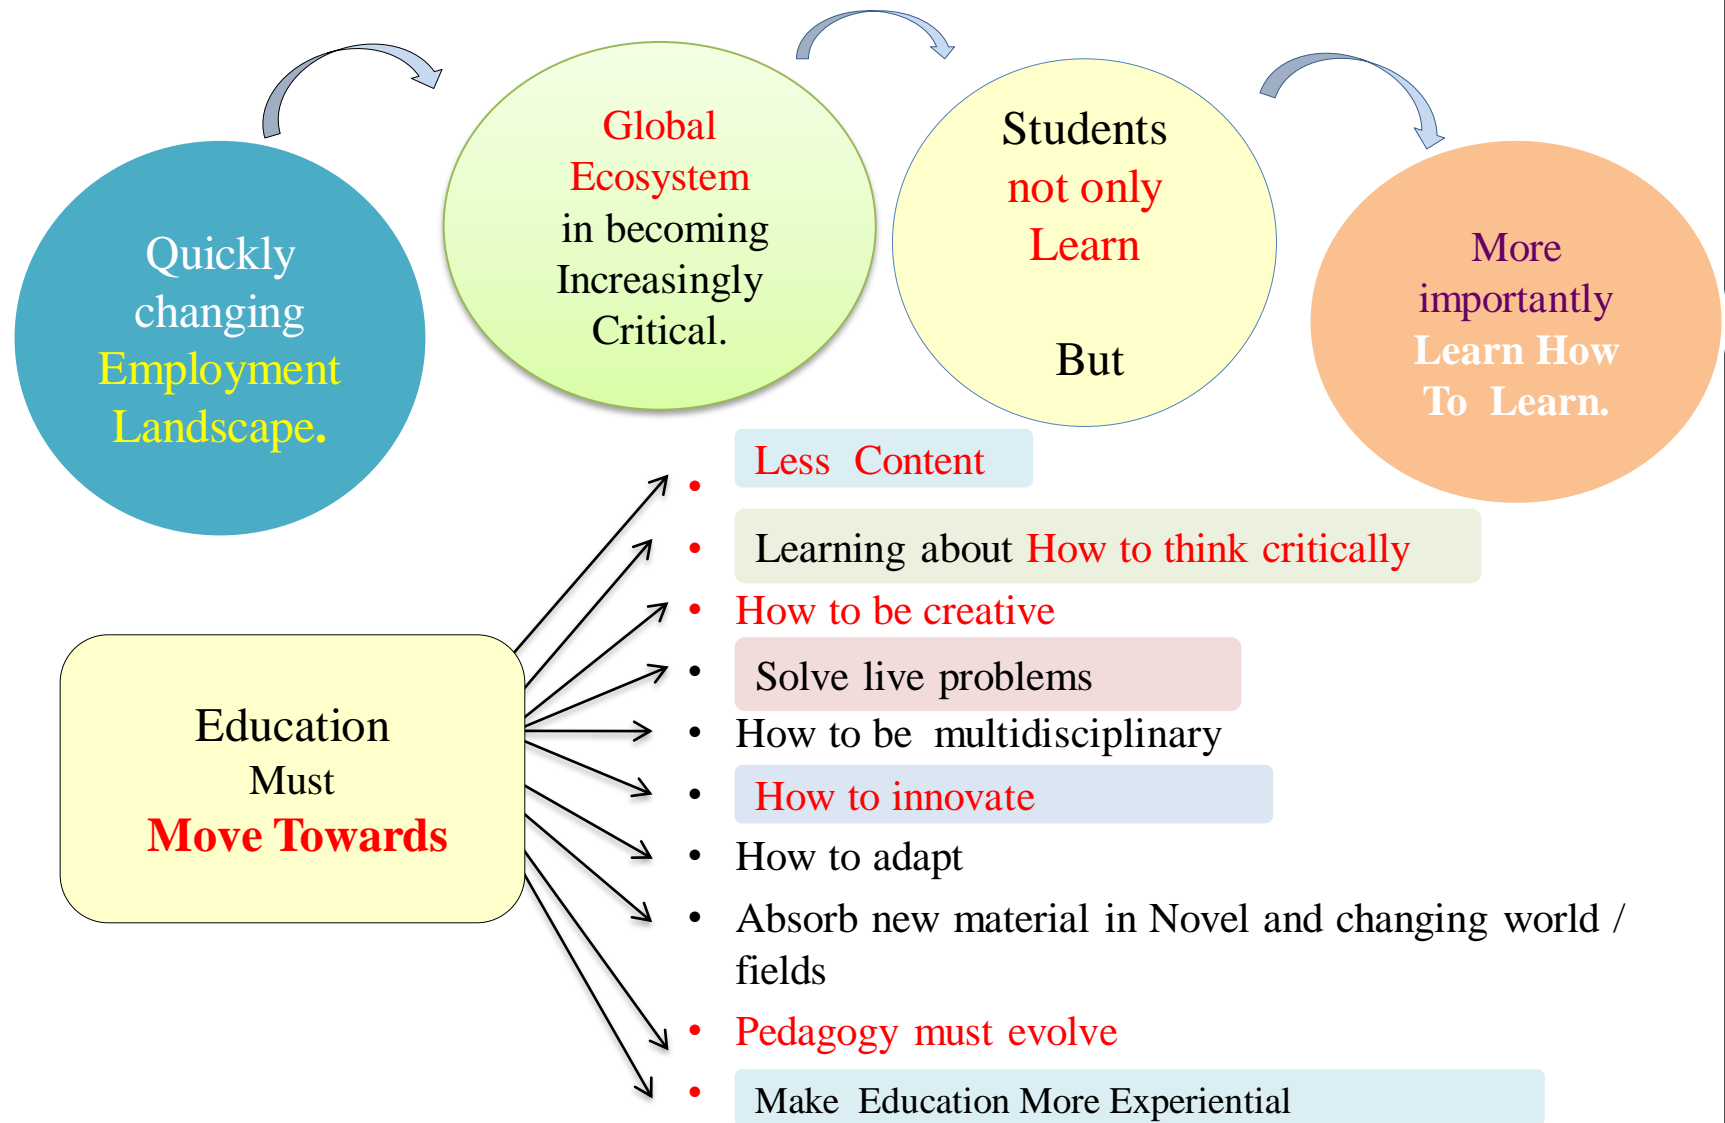 Quickly
changing
Employment
Landscape.
Global
Ecosystem
in becoming
Increasingly
Critical.
Students
not only
Learn
But
More
importantly
Learn How
To Learn.
Education
Must
Move Towards
• Less Content
• Learning about How to think critically
• How to be creative
• Solve live problems
• How to be multidisciplinary
• How to innovate
• How to adapt
• Absorb new material in Novel and changing world /
fields
• Pedagogy must evolve
• Make Education More Experiential